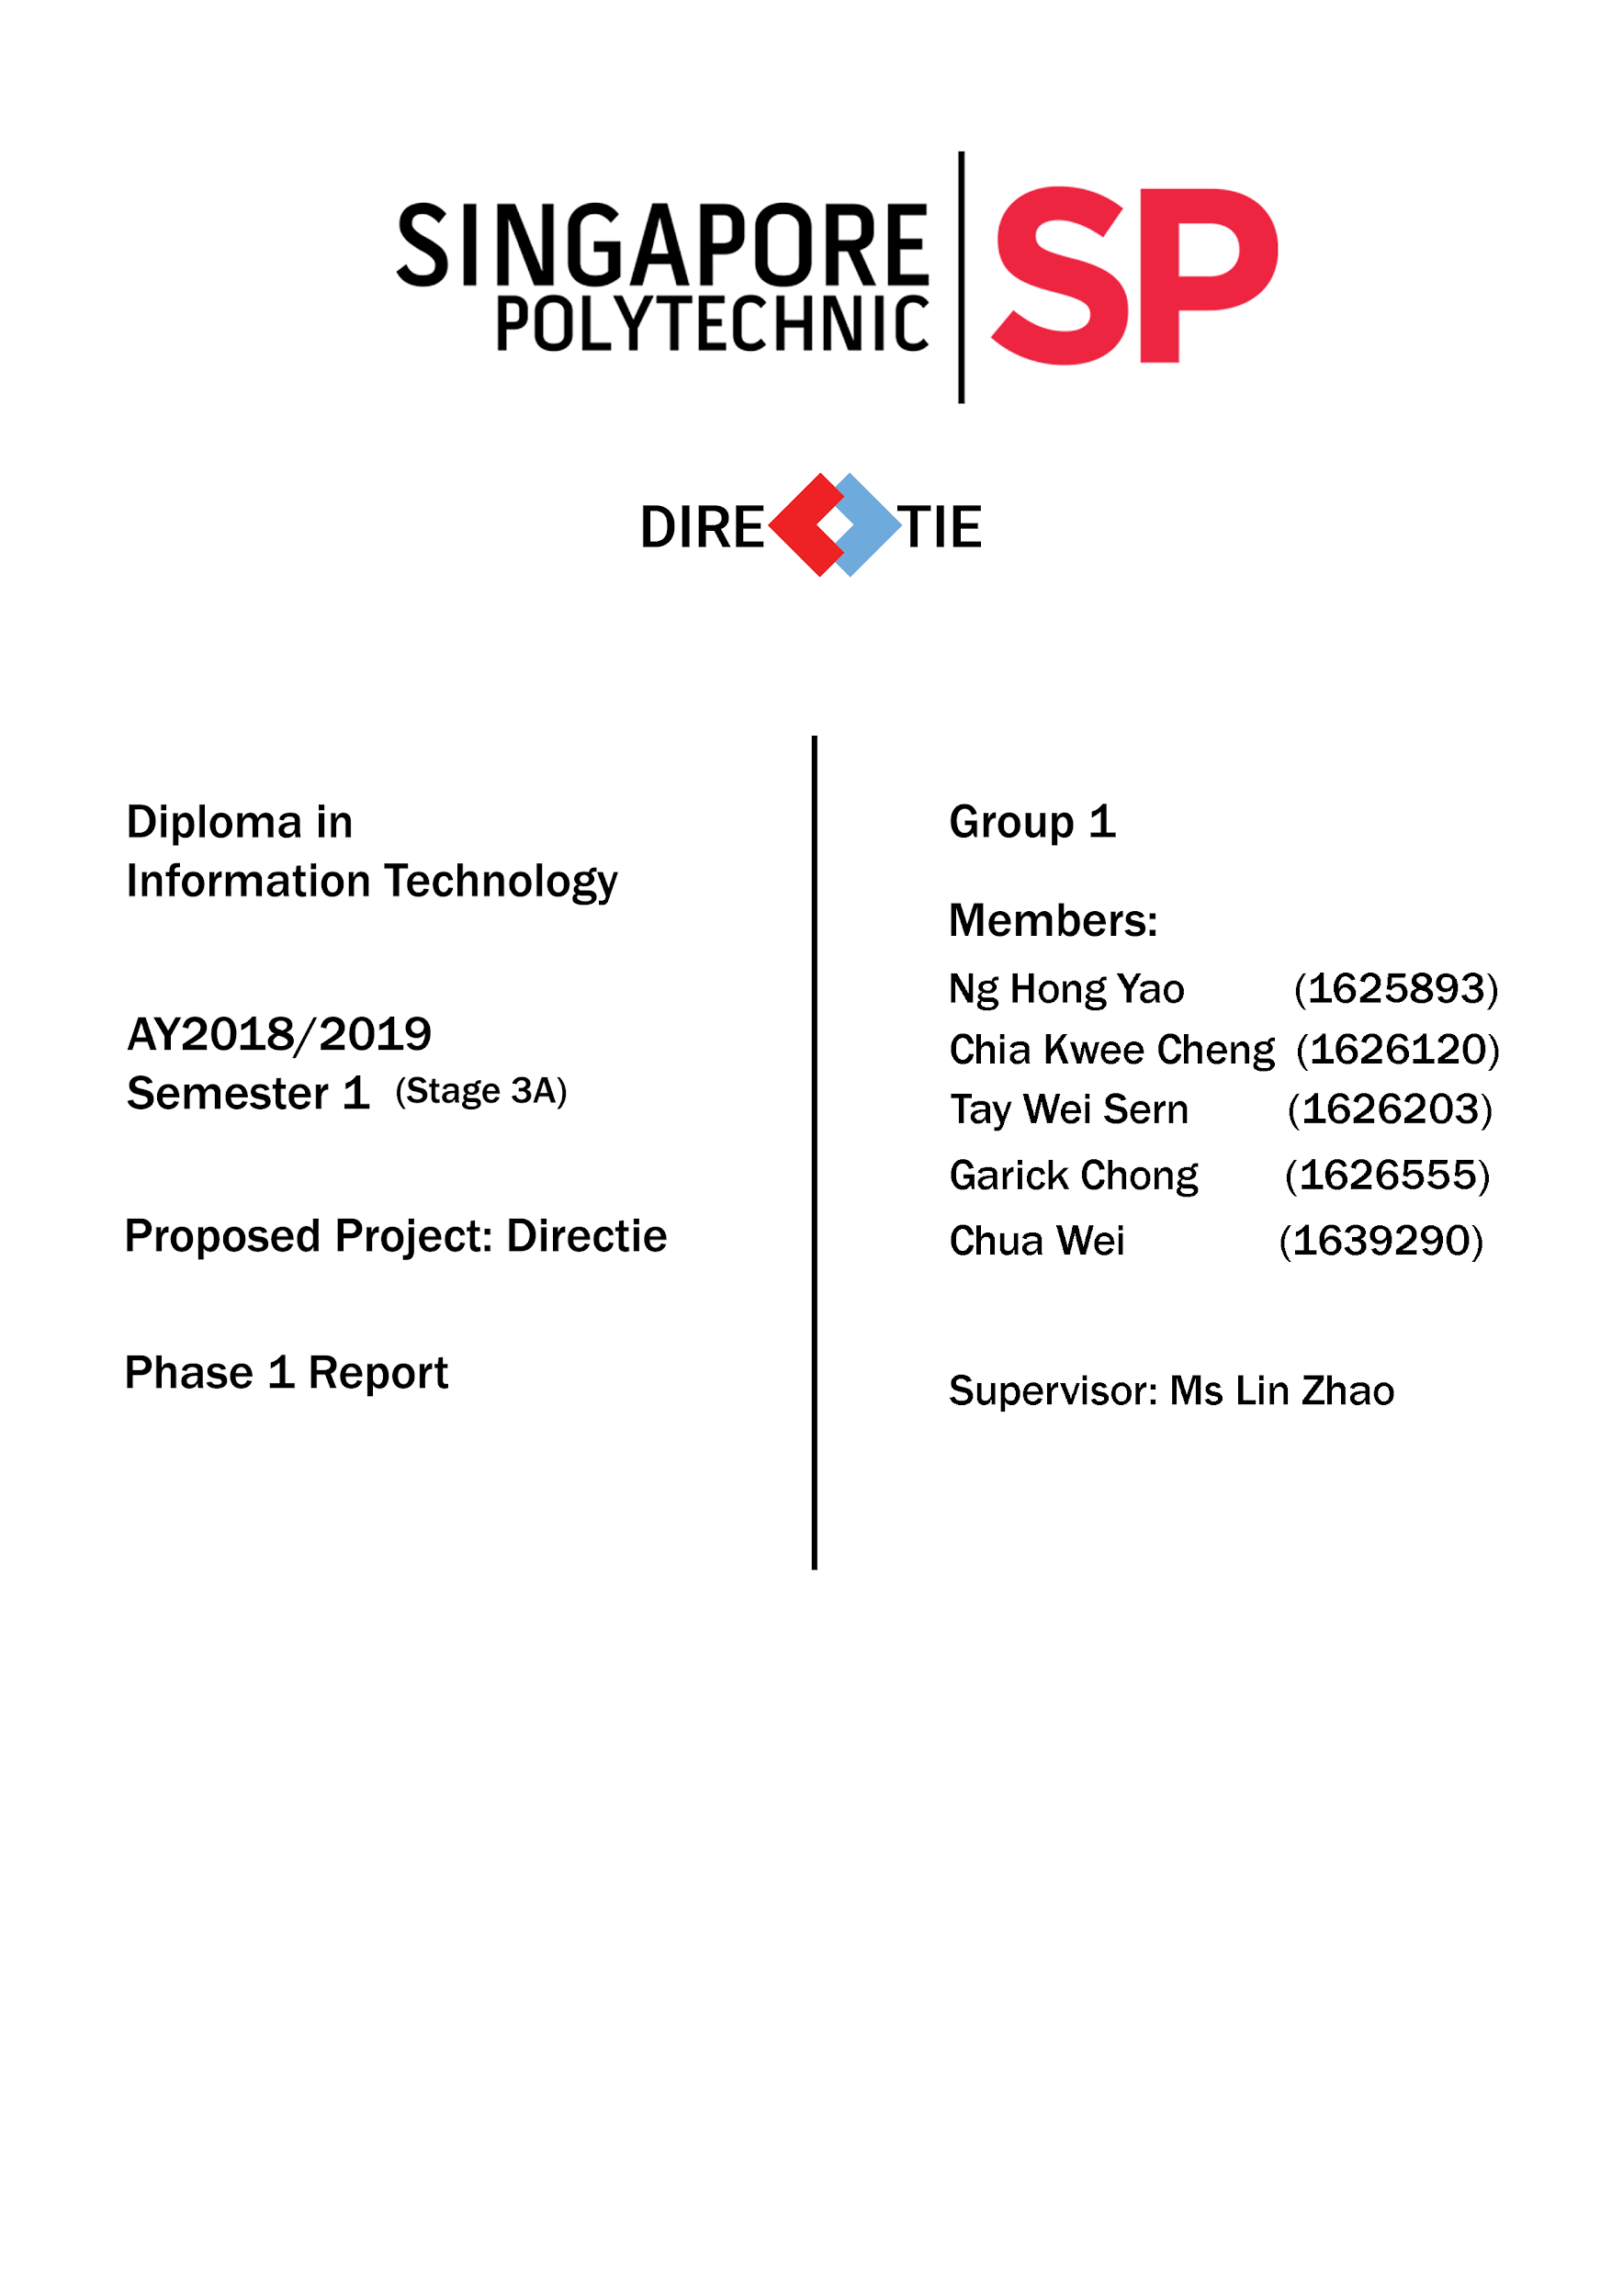 SINGAPORE
POLYTECHNIC
SP
DIRE TIE
Diploma in
Information Technology
AY2018/2019
Semester 1 (Stage 3A)
Proposed Project: Directie
Phase 1 Report
Group 1
Members:
Ng Hong Yao (1625893)
Chia Kwee Cheng (1626120)
Tay Wei Sern (1626203)
Garick Chong (1626555)
Chua Wei (1639290)
Supervisor: Ms Lin Zhao